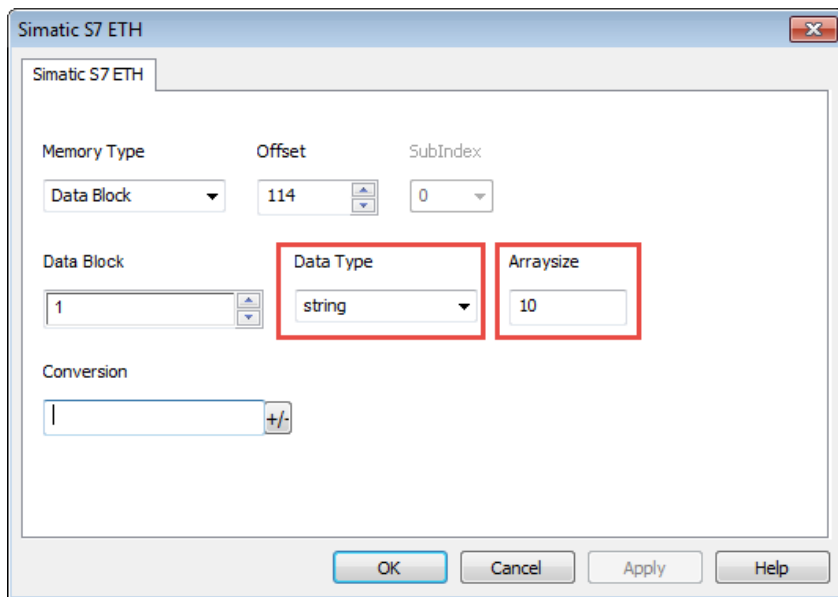 Simatic S7 ETH
Simatic S7 ETH
Memory Type Offset SubIndex
Data Block 114 0
Data Block Data Type Arraysize
1 string 10
Conversion
+/-
OK Cancel Apply Help